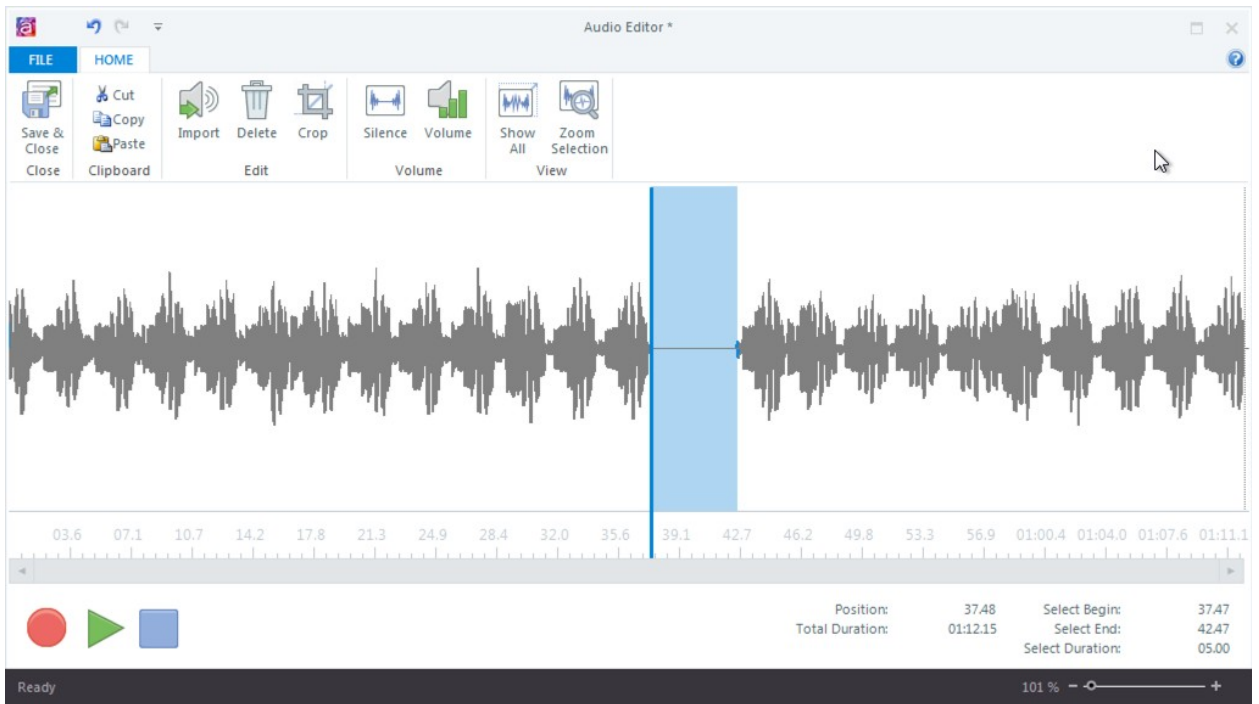 a
Audio Editor *
FILE HOME
?
Save & Close
Cut
Copy
Paste
Import
Delete
Crop
Silence
Volume
Show All
Zoom Selection
Close Clipboard Edit Volume View
03.6 07.1 10.7 14.2 17.8 21.3 24.9 28.4 32.0 35.6 39.1 42.7 46.2 49.8 53.3 56.9 01:00.4 01:04.0 01:07.6 01:11.1
Position: 37.48 Select Begin: 37.47
Total Duration: 01:12.15 Select End: 42.47
Select Duration: 05.00
Ready 101 %